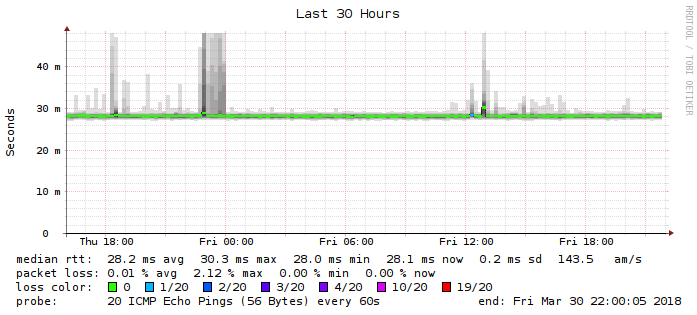 Last 30 Hours
RRDTOOL / TOBI OETIKER
Seconds
40 m
30 m
20 m
10 m
0
Thu 18:00 Fri 00:00 Fri 06:00 Fri 12:00 Fri 18:00
median rtt: 28.2 ms avg 30.3 ms max 28.0 ms min 28.1 ms now 0.2 ms sd 143.5 am/s
packet loss: 0.01 % avg 2.12 % max 0.00 % min 0.00 % now
loss color: 0 1/20 2/20 3/20 4/20 10/20 19/20
probe: 20 ICMP Echo Pings (56 Bytes) every 60s end: Fri Mar 30 22:00:05 2018